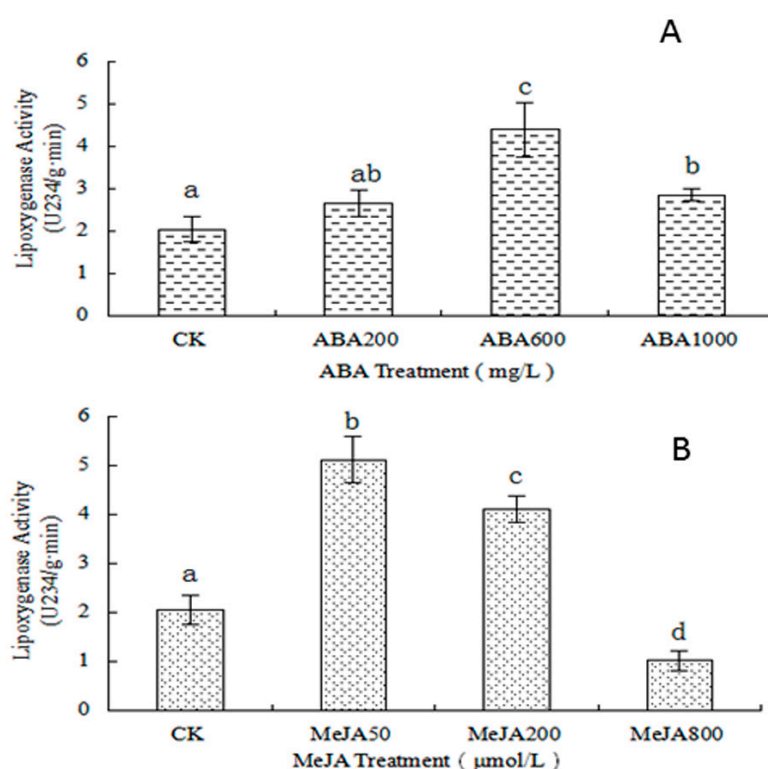 A
Lipoxygenase Activity
(U234/g·min)
6
5
4
3
2
1
0
a
ab
c
b
CK ABA200 ABA600 ABA1000
ABA Treatment ( mg/L )
B
Lipoxygenase Activity
(U234/g·min)
6
5
4
3
2
1
0
a
b
c
d
CK MeJA50 MeJA200 MeJA800
MeJA Treatment ( μmol/L )